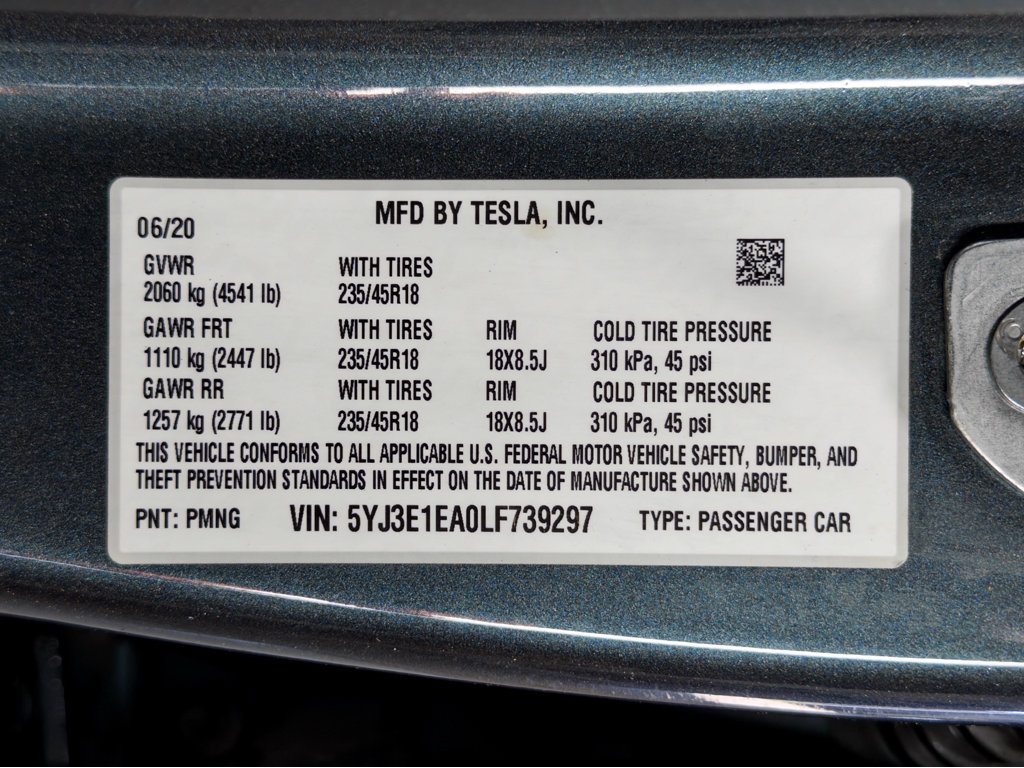 MFD BY TESLA, INC.
06/20
GVWR WITH TIRES
2060 kg (4541 lb) 235/45R18
GAWR FRT WITH TIRES RIM COLD TIRE PRESSURE
1110 kg (2447 lb) 235/45R18 18X8.5J 310 kPa, 45 psi
GAWR RR WITH TIRES RIM COLD TIRE PRESSURE
1257 kg (2771 lb) 235/45R18 18X8.5J 310 kPa, 45 psi
THIS VEHICLE CONFORMS TO ALL APPLICABLE U.S. FEDERAL MOTOR VEHICLE SAFETY, BUMPER, AND
THEFT PREVENTION STANDARDS IN EFFECT ON THE DATE OF MANUFACTURE SHOWN ABOVE.
PNT: PMNG VIN: 5YJ3E1EA0LF739297 TYPE: PASSENGER CAR